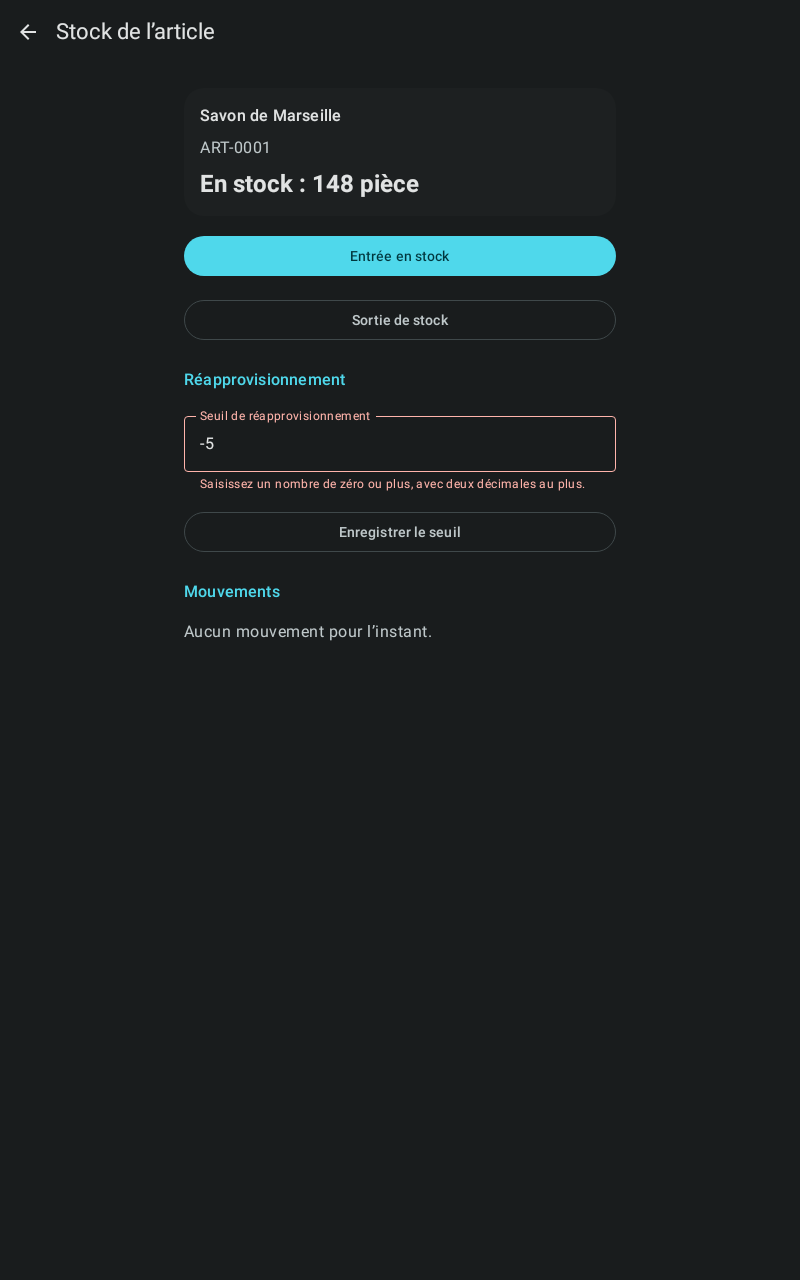 Stock de l’article
Savon de Marseille
ART-0001
En stock : 148 pièce
Entrée en stock
Sortie de stock
Réapprovisionnement
Seuil de réapprovisionnement
-5
Saisissez un nombre de zéro ou plus, avec deux décimales au plus.
Enregistrer le seuil
Mouvements
Aucun mouvement pour l’instant.